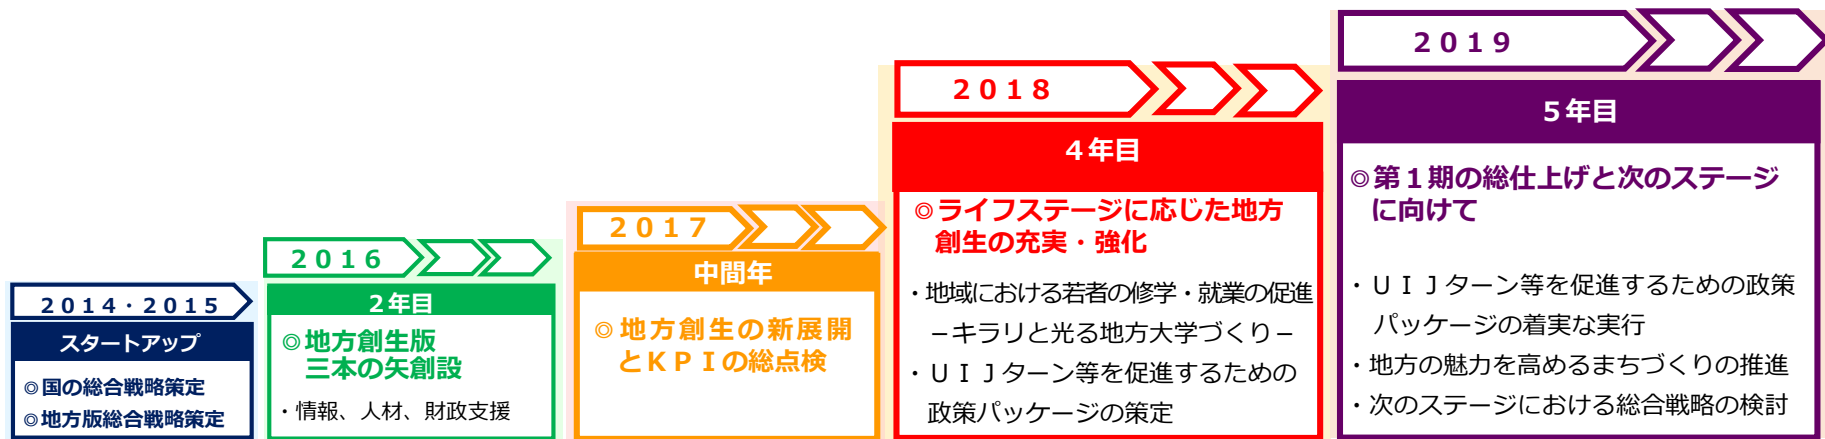 2014・2015
スタートアップ
◎国の総合戦略策定
◎地方版総合戦略策定
2016
2年目
◎地方創生版
三本の矢創設
・情報、人材、財政支援
2017
中間年
◎地方創生の新展開
とKPIの総点検
2018
4年目
◎ライフステージに応じた地方
創生の充実・強化
・地域における若者の修学・就業の促進
－キラリと光る地方大学づくり－
・UIJターン等を促進するための
政策パッケージの策定
2019
5年目
◎第1期の総仕上げと次のステージ
に向けて
・UIJターン等を促進するための政策
パッケージの着実な実行
・地方の魅力を高めるまちづくりの推進
・次のステージにおける総合戦略の検討